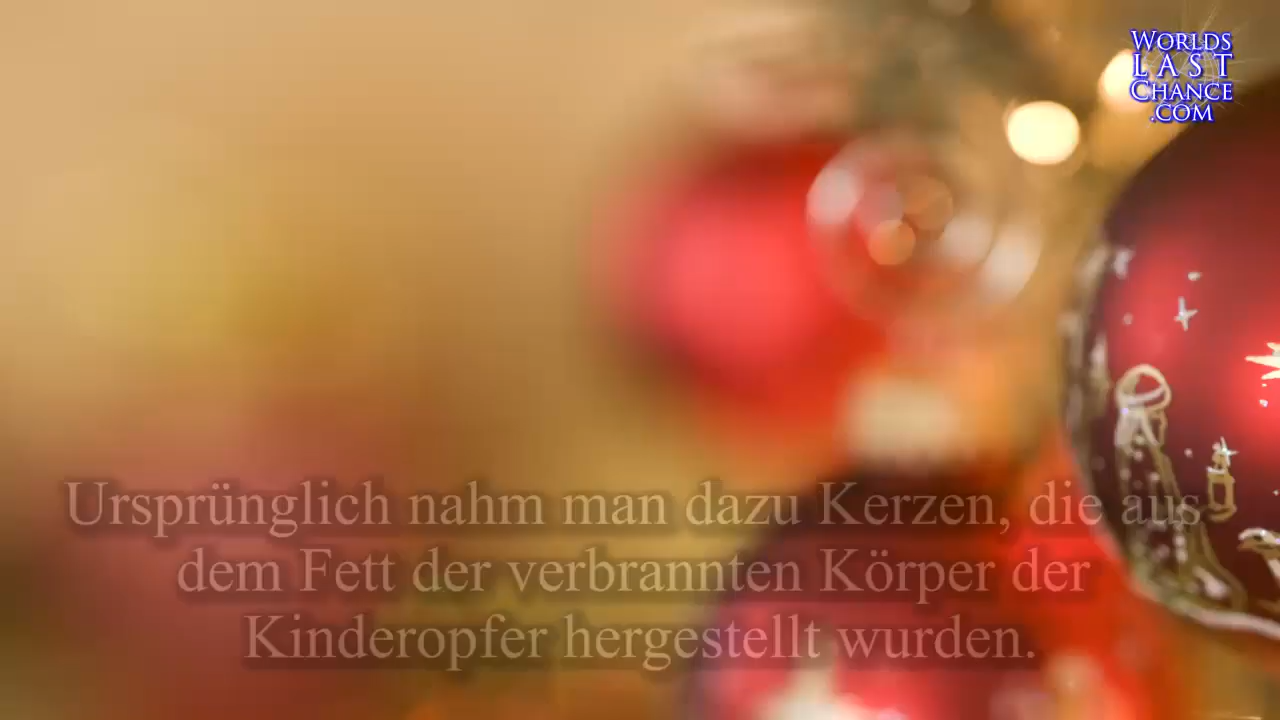 WORLDS
LAST
CHANCE
.COM
Ursprünglich nahm man dazu Kerzen, die aus
dem Fett der verbrannten Körper der
Kinderopfer hergestellt wurden.